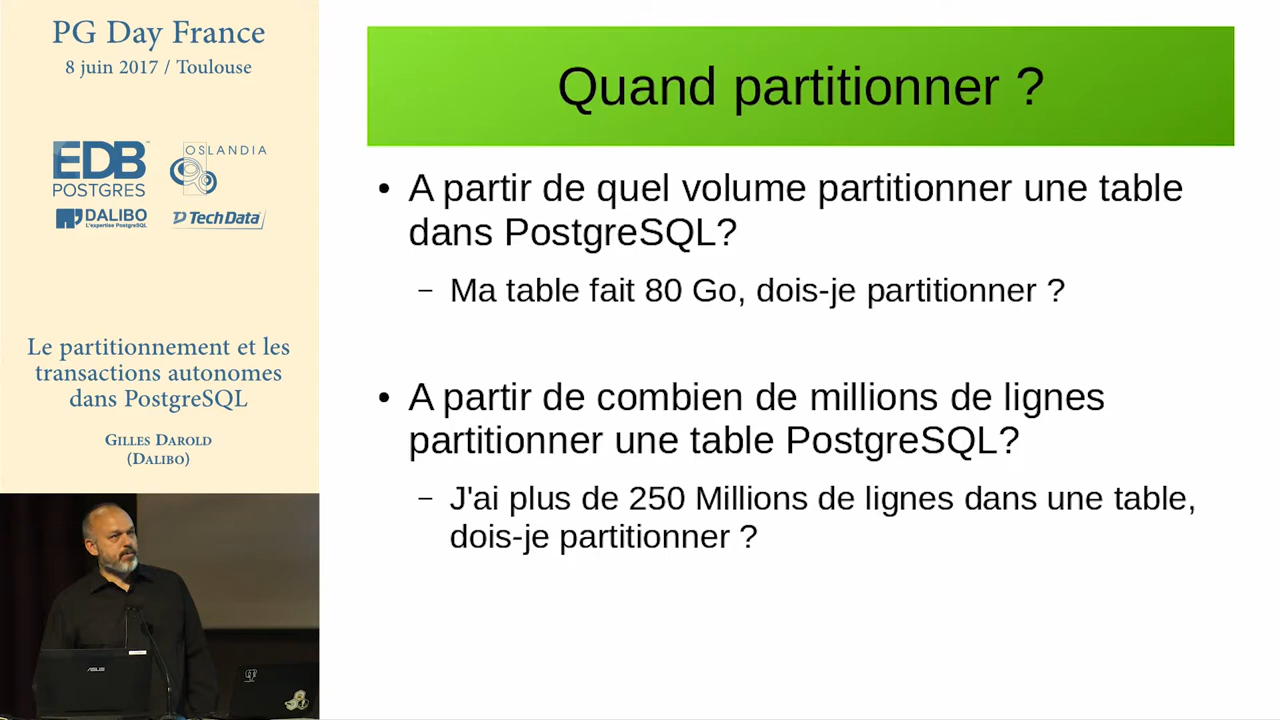 PG Day France
8 juin 2017 / Toulouse
EDB
POSTGRES
OSLANDIA
DALIBO
L'expertise PostgreSQL
TechData
Le partitionnement et les
transactions autonomes
dans PostgreSQL
Gilles Darold
(Dalibo)
ASUS
Quand partitionner ?
• A partir de quel volume partitionner une table
dans PostgreSQL?
– Ma table fait 80 Go, dois-je partitionner ?
• A partir de combien de millions de lignes
partitionner une table PostgreSQL?
– J'ai plus de 250 Millions de lignes dans une table,
dois-je partitionner ?